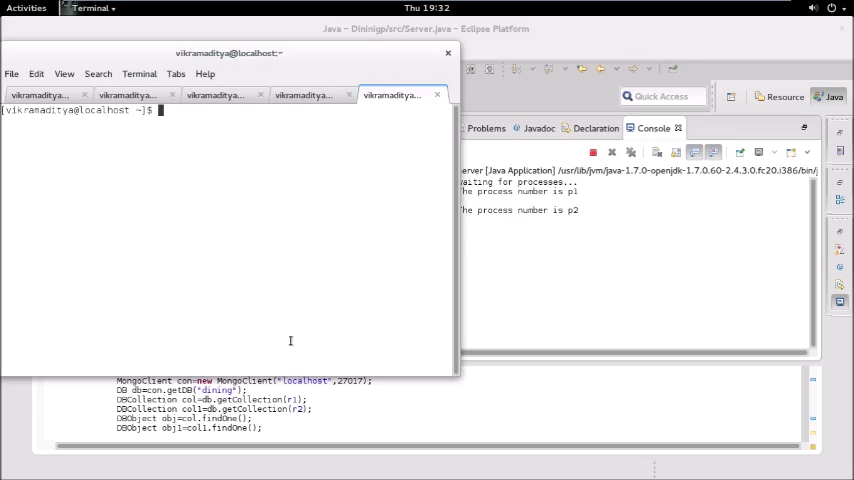 Activities Terminal Thu 19:32
Java - Dininigp/src/Server.java - Eclipse Platform
vikramaditya@localhost:~
File Edit View Search Terminal Tabs Help
vikramaditya... vikramaditya... vikramaditya... vikramaditya... vikramaditya...
[vikramaditya@localhost ~]$
Quick Access Resource Java
Problems Javadoc Declaration Console
erver [Java Application] /usr/lib/jvm/java-1.7.0-openjdk-1.7.0.60-2.4.3.0.fc20.i386/bin/j
waiting for processes...
The process number is p1
The process number is p2
MongoClient con=new MongoClient("localhost",27017);
DB db=con.getDB("dining");
DBCollection col=db.getCollection(r1);
DBCollection col1=db.getCollection(r2);
DBObject obj=col.findOne();
DBObject obj1=col1.findOne();